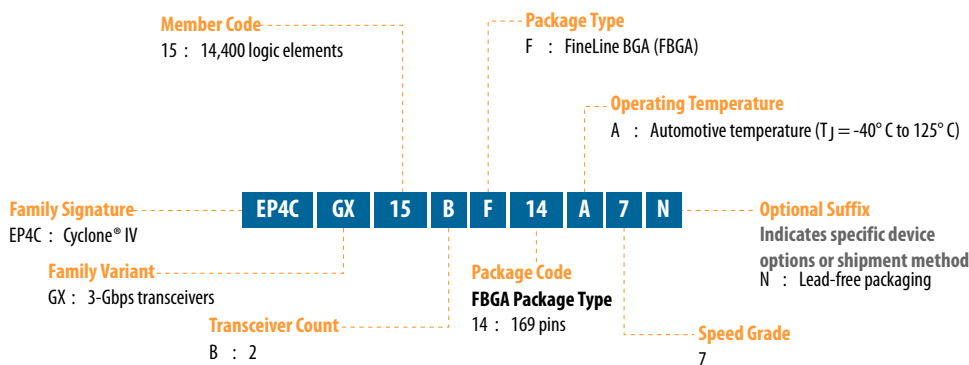 Member Code
15 : 14,400 logic elements
Package Type
F : FineLine BGA (FBGA)
Operating Temperature
A : Automotive temperature (TJ = -40° C to 125° C)
EP4C GX 15 B F 14 A 7 N
Family Signature
EP4C : Cyclone® IV
Family Variant
GX : 3-Gbps transceivers
Transceiver Count
B : 2
Package Code
FBGA Package Type
14 : 169 pins
Speed Grade
7
Optional Suffix
Indicates specific device
options or shipment method
N : Lead-free packaging